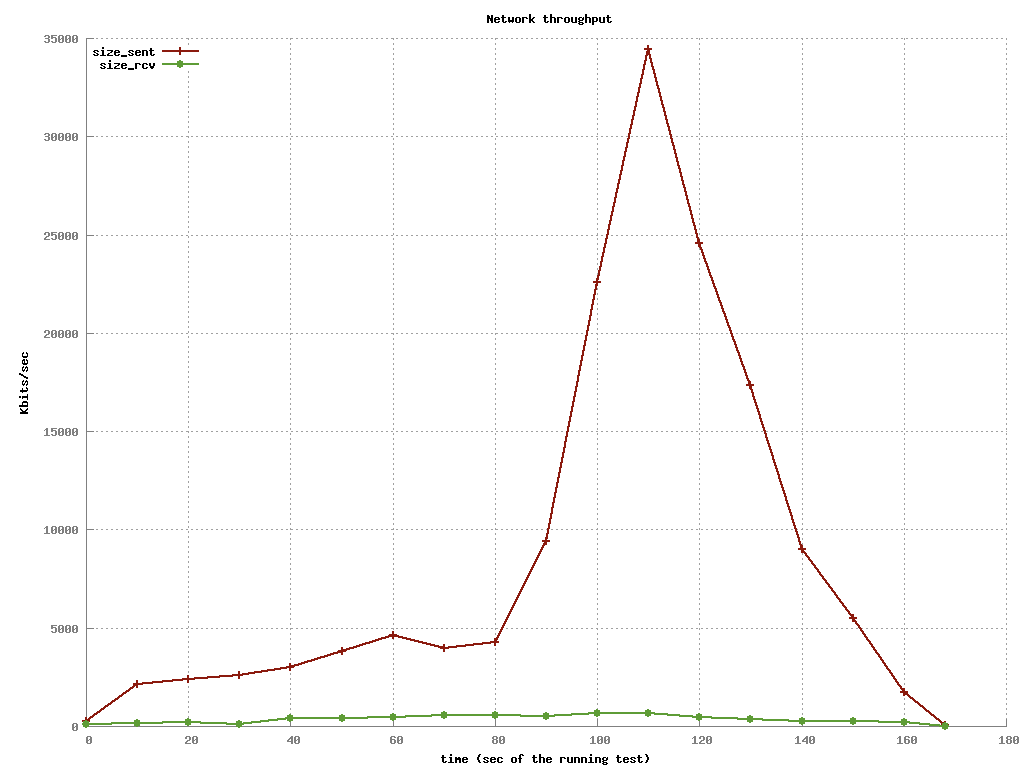 Network throughput
size_sent
size_rcv
35000
30000
25000
20000
15000
10000
5000
0
Kbits/sec
0 20 40 60 80 100 120 140 160 180
time (sec of the running test)